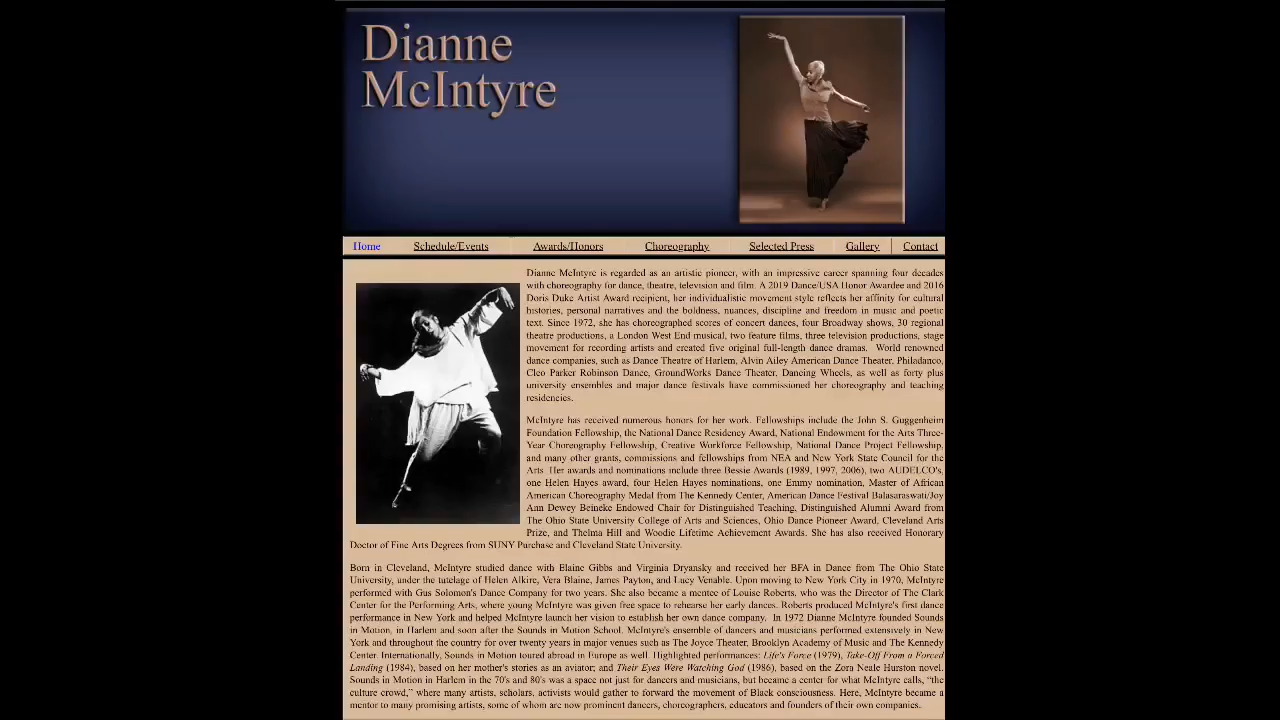 Dianne
McIntyre
Home Schedule/Events Awards/Honors Choreography Selected Press Gallery Contact
Dianne McIntyre is regarded as an artistic pioneer, with an impressive career spanning four decades
with choreography for dance, theatre, television and film. A 2019 Dance/USA Honor Awardee and 2016
Doris Duke Artist Award recipient, her individualistic movement style reflects her affinity for cultural
histories, personal narratives and the boldness, nuances, discipline and freedom in music and poetic
text. Since 1972, she has choreographed scores of concert dances, four Broadway shows, 30 regional
theatre productions, a London West End musical, two feature films, three television productions, stage
movement for recording artists and created five original full-length dance dramas. World renowned
dance companies, such as Dance Theatre of Harlem, Alvin Ailey American Dance Theater, Philadanco,
Cleo Parker Robinson Dance, GroundWorks Dance Theater, Dancing Wheels, as well as forty plus
university ensembles and major dance festivals have commissioned her choreography and teaching
residencies.
McIntyre has received numerous honors for her work. Fellowships include the John S. Guggenheim
Foundation Fellowship, the National Dance Residency Award, National Endowment for the Arts Three-
Year Choreography Fellowship, Creative Workforce Fellowship, National Dance Project Fellowship,
and many other grants, commissions and fellowships from NEA and New York State Council for the
Arts Her awards and nominations include three Bessie Awards (1989, 1997, 2006), two AUDELCO's,
one Helen Hayes award, four Helen Hayes nominations, one Emmy nomination, Master of African
American Choreography Medal from The Kennedy Center, American Dance Festival Balasaraswati/Joy
Ann Dewey Beineke Endowed Chair for Distinguished Teaching, Distinguished Alumni Award from
The Ohio State University College of Arts and Sciences, Ohio Dance Pioneer Award, Cleveland Arts
Prize, and Thelma Hill and Woodie Lifetime Achievement Awards. She has also received Honorary
Doctor of Fine Arts Degrees from SUNY Purchase and Cleveland State University.
Born in Cleveland, McIntyre studied dance with Elaine Gibbs and Virginia Dryansky and received her BFA in Dance from The Ohio State
University, under the tutelage of Helen Alkire, Vera Blaine, James Payton, and Lucy Venable. Upon moving to New York City in 1970, McIntyre
performed with Gus Solomon's Dance Company for two years. She also became a mentee of Louise Roberts, who was the Director of The Clark
Center for the Performing Arts, where young McIntyre was given free space to rehearse her early dances. Roberts produced McIntyre's first dance
performance in New York and helped McIntyre launch her vision to establish her own dance company. In 1972 Dianne McIntyre founded Sounds
in Motion, in Harlem and soon after the Sounds in Motion School. McIntyre's ensemble of dancers and musicians performed extensively in New
York and throughout the country for over twenty years in major venues such as The Joyce Theater, Brooklyn Academy of Music and The Kennedy
Center. Internationally, Sounds in Motion toured abroad in Europe as well. Highlighted performances: Life's Force (1979), Take-Off From a Forced
Landing (1984), based on her mother's stories as an aviator; and Their Eyes Were Watching God (1986), based on the Zora Neale Hurston novel.
Sounds in Motion in Harlem in the 70's and 80's was a space not just for dancers and musicians, but became a center for what McIntyre calls, “the
culture crowd,” where many artists, scholars, activists would gather to forward the movement of Black consciousness. Here, McIntyre became a
mentor to many promising artists, some of whom are now prominent dancers, choreographers, educators and founders of their own companies.